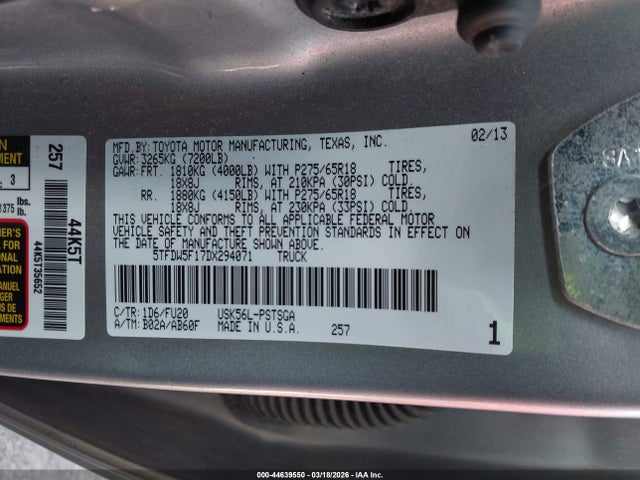 MFD.BY: TOYOTA MOTOR MANUFACTURING, TEXAS, INC. 02/13
GVWR: 3265KG (7200LB)
GAWR: FRT. 1810KG (4000LB) WITH P275/65R18 TIRES,
18X8J RIMS, AT 210KPA (30PSI) COLD.
RR. 1880KG (4150LB) WITH P275/65R18 TIRES,
18X8J RIMS, AT 230KPA (33PSI) COLD.
THIS VEHICLE CONFORMS TO ALL APPLICABLE FEDERAL MOTOR
VEHICLE SAFETY AND THEFT PREVENTION STANDARDS IN EFFECT
ON THE DATE OF MANUFACTURE SHOWN ABOVE.
5TFDW5F17DX294071 TRUCK
C/TR: 1D6/FU20 USK56L-PSTSGA
A/TM: B02A/AB60F MADE IN U.S.A. 257 1
257
44K5T
44K5T35652
3
1375 lbs.
lb.
000-44639550 - 03/18/2026 - IAA Inc.